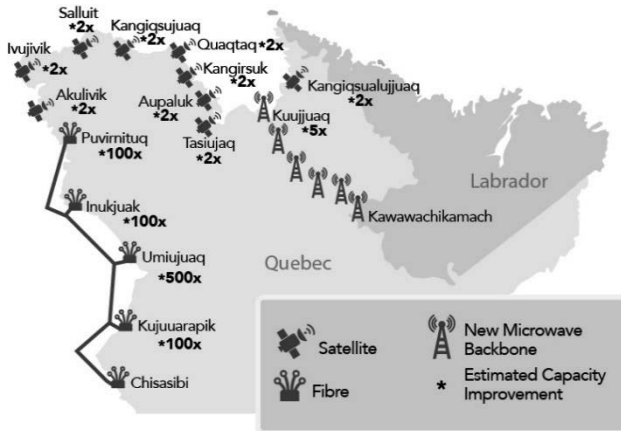 Salluit
*2x
Kangiqsujuaq
*2x
Quaqtaq *2x
Ivujivik
*2x
Kangirsuk
*2x
Kangiqsualujjuaq
*2x
Akulivik
*2x
Aupaluk
*2x
Kuujjuaq
*5x
Tasiujaq
*2x
Puvirnituq
*100x
Labrador
Inukjuak
*100x
Kawawachikamach
Umiujuaq
*500x
Quebec
Kujuuarapik
*100x
Chisasibi
Satellite
New Microwave
Backbone
Fibre
* Estimated Capacity
Improvement